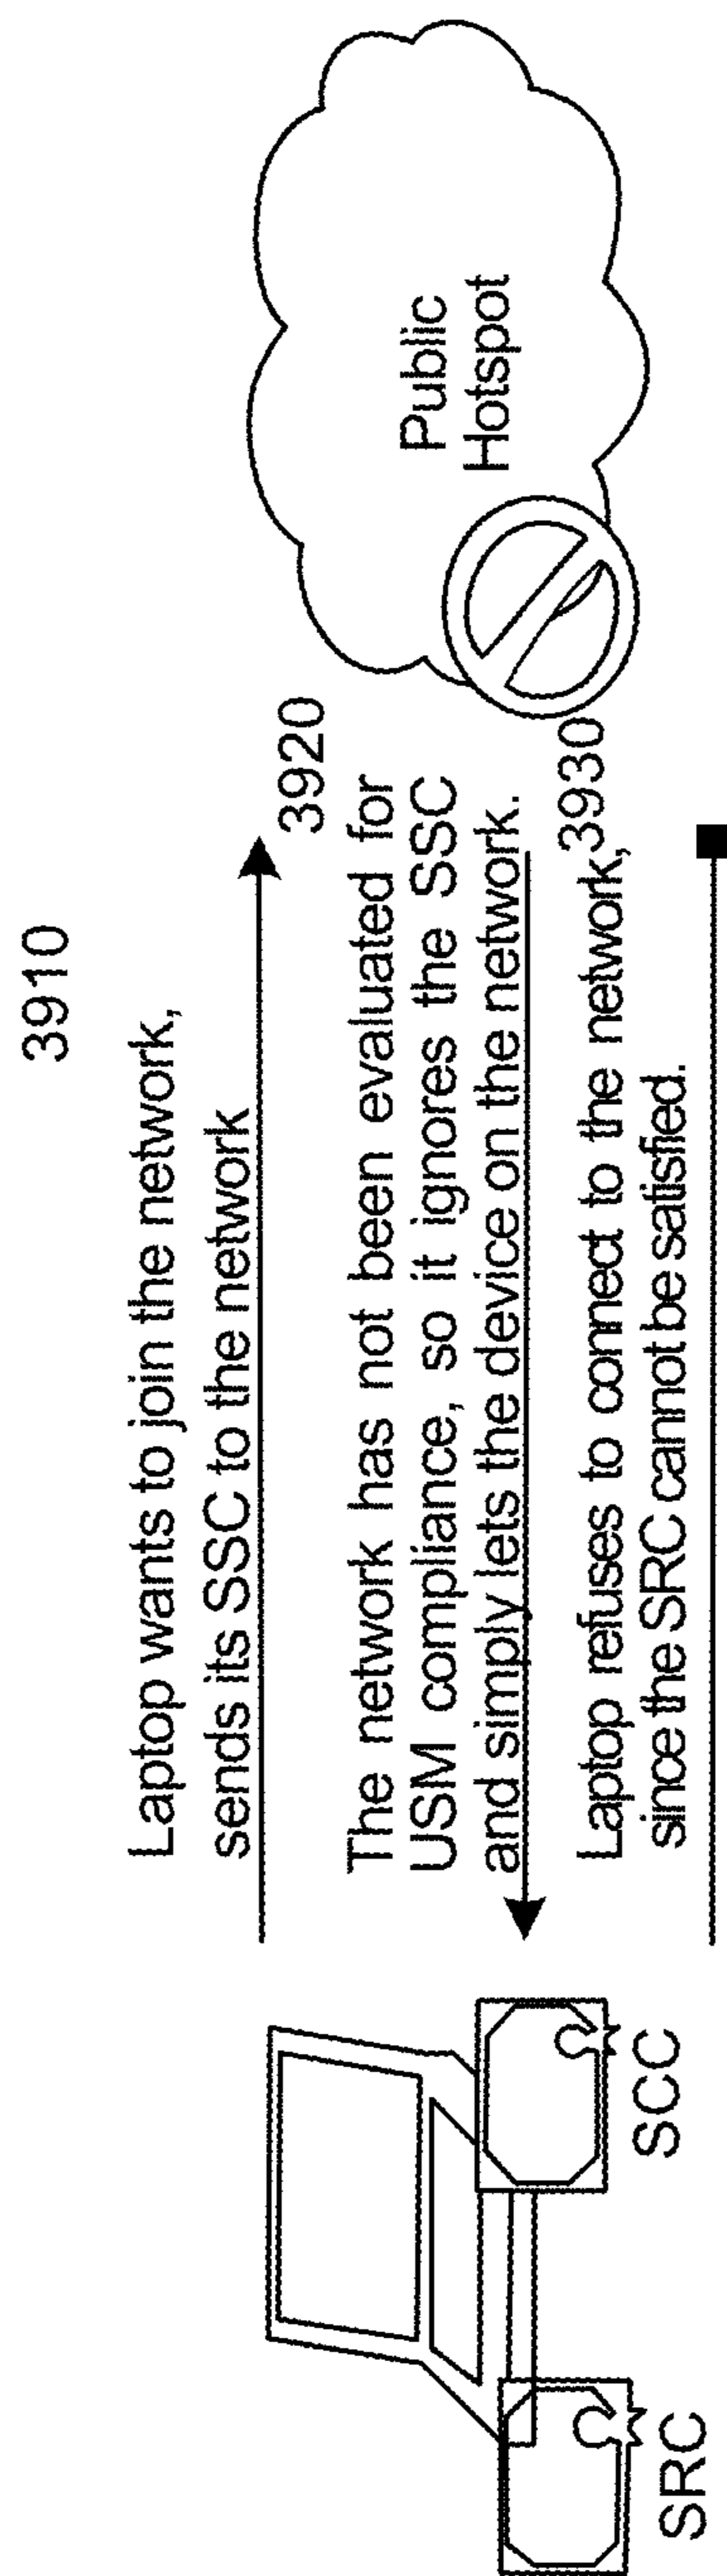 3910
Laptop wants to join the network,
sends its SSC to the network
3920
The network has not been evaluated for
USM compliance, so it ignores the SSC
and simply lets the device on the network.
3930
Laptop refuses to connect to the network,
since the SRC cannot be satisfied.
Public
Hotspot
SRC
SCC